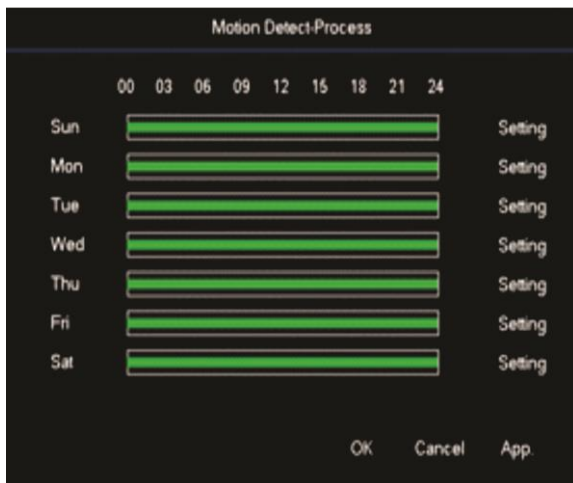 Motion Detect-Process
00 03 06 09 12 15 18 21 24
Sun Setting
Mon Setting
Tue Setting
Wed Setting
Thu Setting
Fri Setting
Sat Setting
OK Cancel App.